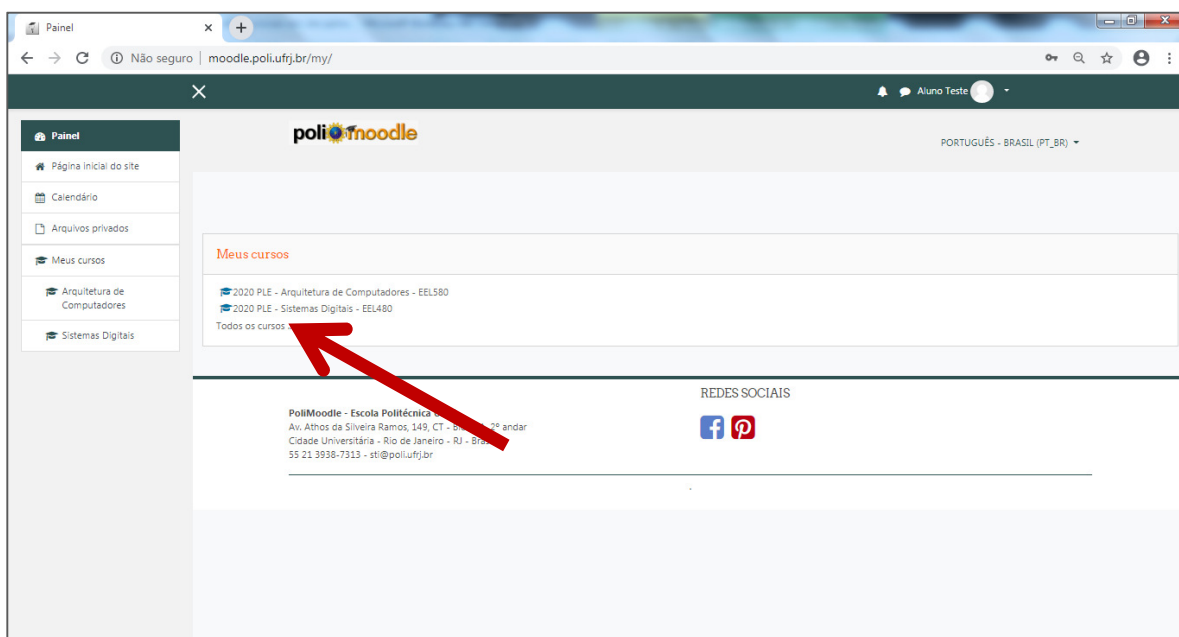 Painel
Não seguro | moodle.poli.ufrj.br/my/
Aluno Teste
Painel
Página inicial do site
Calendário
Arquivos privados
Meus cursos
Arquitetura de
Computadores
Sistemas Digitais
polimoodle
PORTUGUÊS - BRASIL (PT_BR)
Meus cursos
2020 PLE - Arquitetura de Computadores - EEL580
2020 PLE - Sistemas Digitais - EEL480
Todos os cursos
PoliMoodle - Escola Politécnica
Av. Athos da Silveira Ramos, 149, CT - 2º andar
Cidade Universitária - Rio de Janeiro - RJ -
55 21 3938-7313 - sti@poli.ufrj.br
REDES SOCIAIS